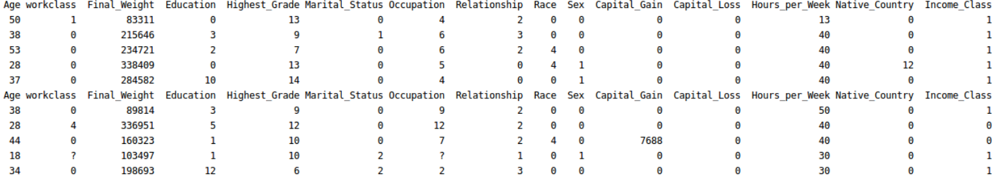 Age workclass Final_Weight Education Highest_Grade Marital_Status Occupation Relationship Race Sex Capital_Gain Capital_Loss Hours_per_Week Native_Country Income_Class
50 1 83311 0 13 0 4 2 0 0 0 0 13 0 1
38 0 215646 3 9 1 6 3 0 0 0 0 40 0 1
53 0 234721 2 7 0 6 2 4 0 0 0 40 0 1
28 0 338409 0 13 0 5 0 4 1 0 0 40 12 1
37 0 284582 10 14 0 4 0 0 1 0 0 40 0 1
Age workclass Final_Weight Education Highest_Grade Marital_Status Occupation Relationship Race Sex Capital_Gain Capital_Loss Hours_per_Week Native_Country Income_Class
38 0 89814 3 9 0 9 2 0 0 0 0 50 0 1
28 4 336951 5 12 0 12 2 0 0 0 0 40 0 0
44 0 160323 1 10 0 7 2 4 0 7688 0 40 0 0
18 ? 103497 1 10 2 ? 1 0 1 0 0 30 0 1
34 0 198693 12 6 2 2 3 0 0 0 0 30 0 1